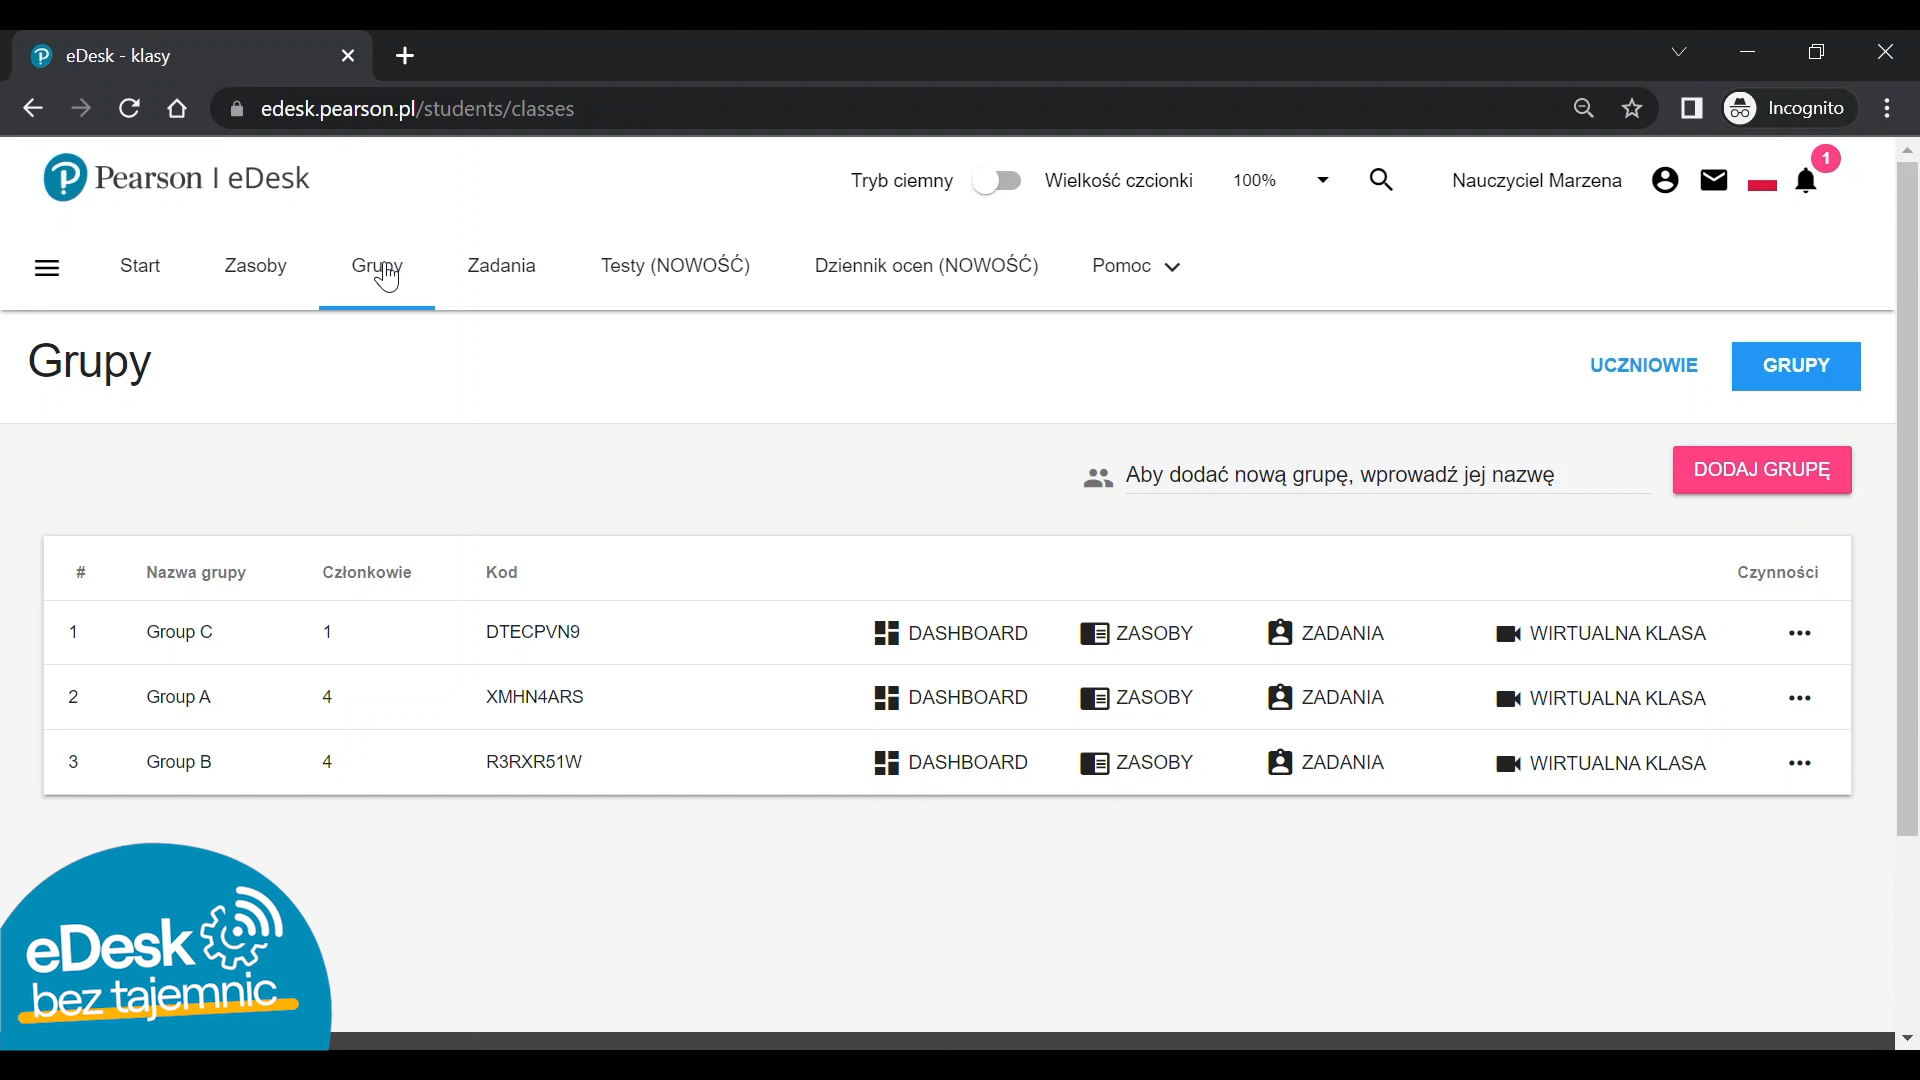 eDesk - klasy
edesk.pearson.pl/students/classes
Incognito
Pearson | eDesk
Tryb ciemny
Wielkość czcionki
100%
Nauczyciel Marzena
1
Start
Zasoby
Grupy
Zadania
Testy (NOWOŚĆ)
Dziennik ocen (NOWOŚĆ)
Pomoc
Grupy
UCZNIOWIE
GRUPY
Aby dodać nową grupę, wprowadź jej nazwę
DODAJ GRUPĘ
# Nazwa grupy Członkowie Kod Czynności
1 Group C 1 DTECPVN9 DASHBOARD ZASOBY ZADANIA WIRTUALNA KLASA
2 Group A 4 XMHN4ARS DASHBOARD ZASOBY ZADANIA WIRTUALNA KLASA
3 Group B 4 R3RXR51W DASHBOARD ZASOBY ZADANIA WIRTUALNA KLASA
eDesk
bez tajemnic